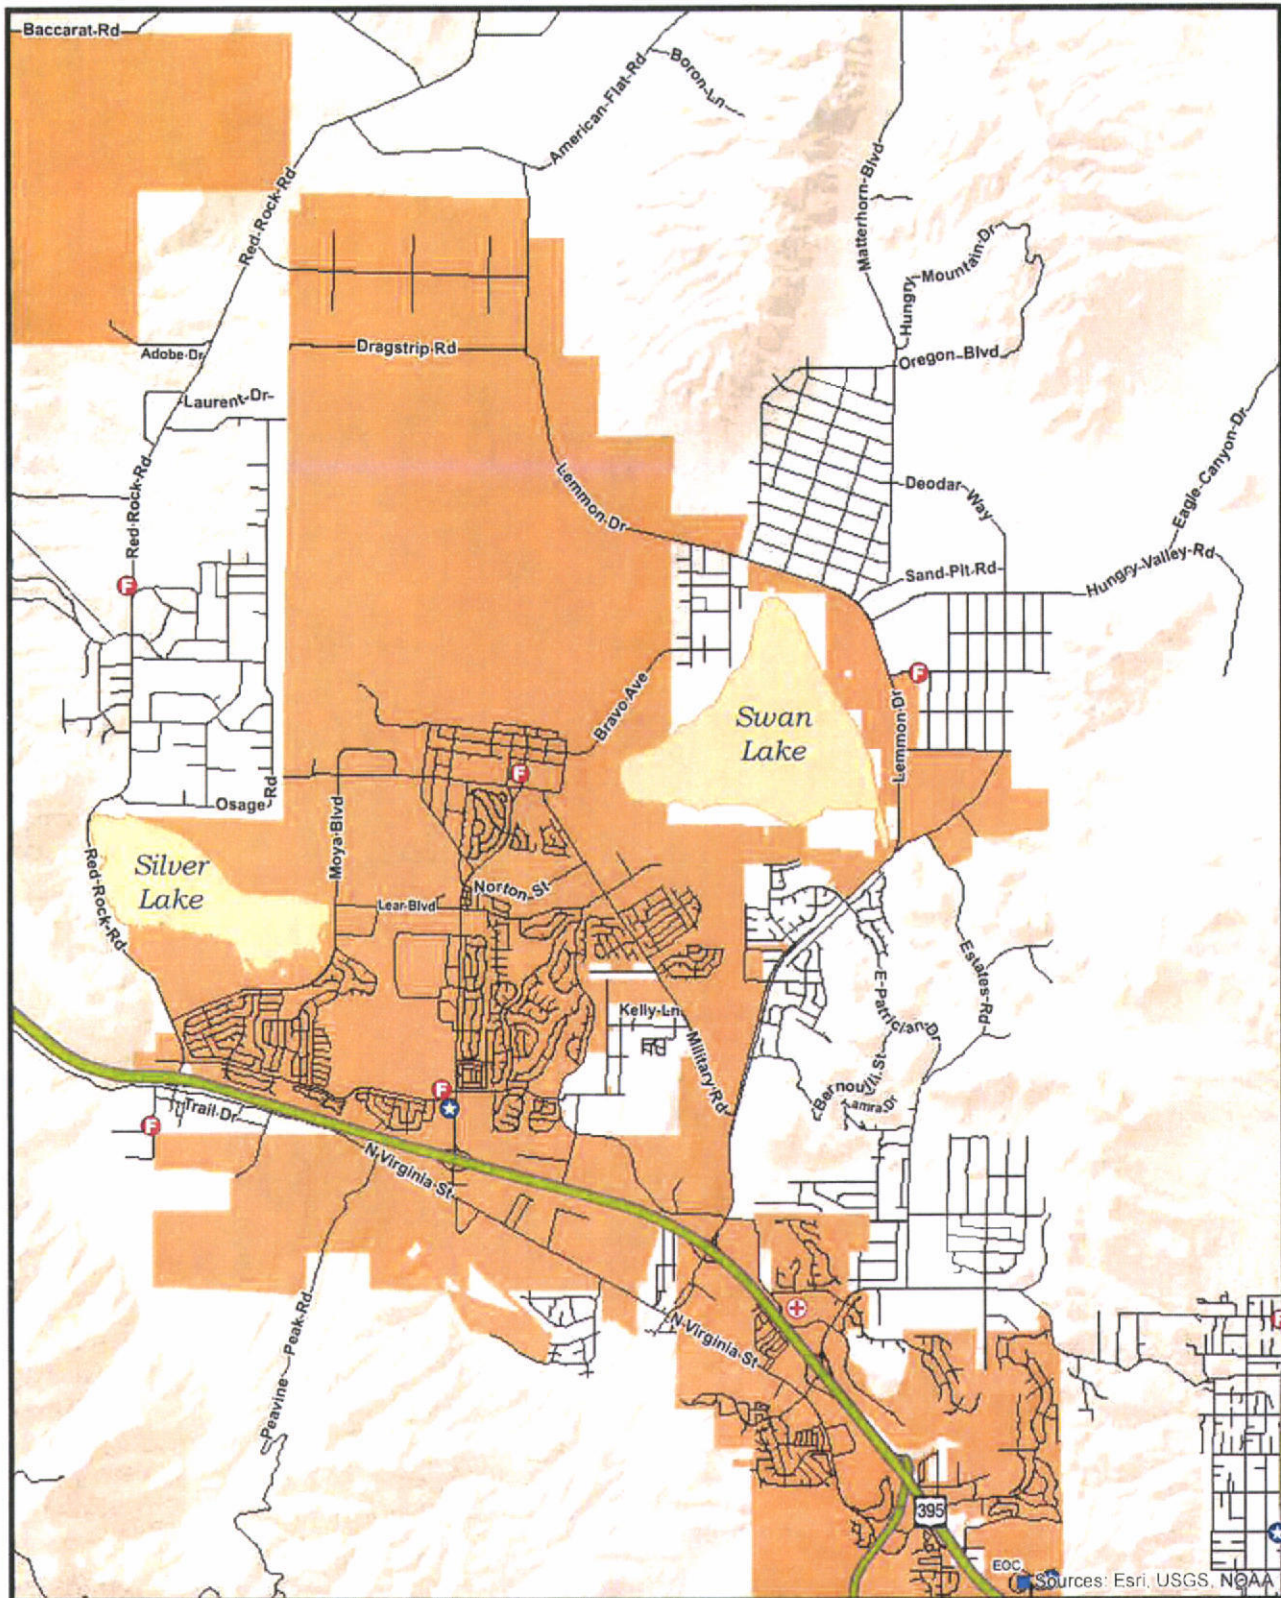 Baccarat Rd
American Flat Rd
Boron Ln
Matterhorn Blvd
Red Rock Rd
Hungry
Mountain Dr
Adobe Dr
Dragstrip Rd
Oregon Blvd
Laurent Dr
Eagle Canyon Dr
Red Rock Rd
Lemmon Dr
Deodar Way
Sand Pit Rd
Hungry Valley Rd
F
F
Bravo Ave
Swan
Lake
Lemmon Dr
F
Osage Rd
Moya Blvd
Silver
Lake
Red Rock Rd
Norton St
Lear Blvd
Estates Rd
E Patrician Dr
Kelly Ln
Military Rd
Bernoulli St
Lamra Dr
F
Trail Dr
F
N Virginia St
Peavine Peak Rd
N Virginia St
F
395
EOC
Sources: Esri, USGS, NOAA